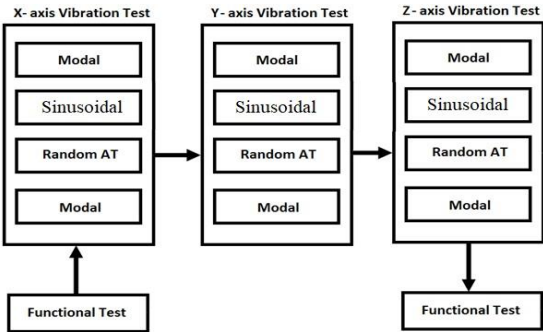 X- axis Vibration Test
Modal
Sinusoidal
Random AT
Modal
Y- axis Vibration Test
Modal
Sinusoidal
Random AT
Modal
Z- axis Vibration Test
Modal
Sinusoidal
Random AT
Modal
Functional Test
Functional Test